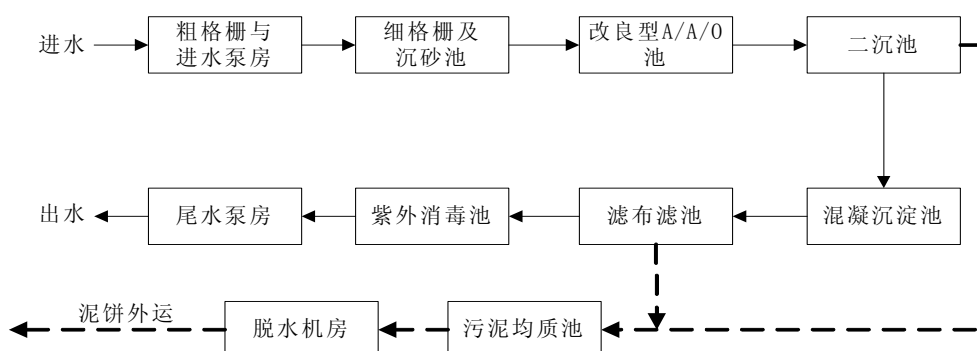 进水
粗格栅与
进水泵房
细格栅及
沉砂池
改良型A/A/O
池
二沉池
出水
尾水泵房
紫外消毒池
滤布滤池
混凝沉淀池
泥饼外运
脱水机房
污泥均质池